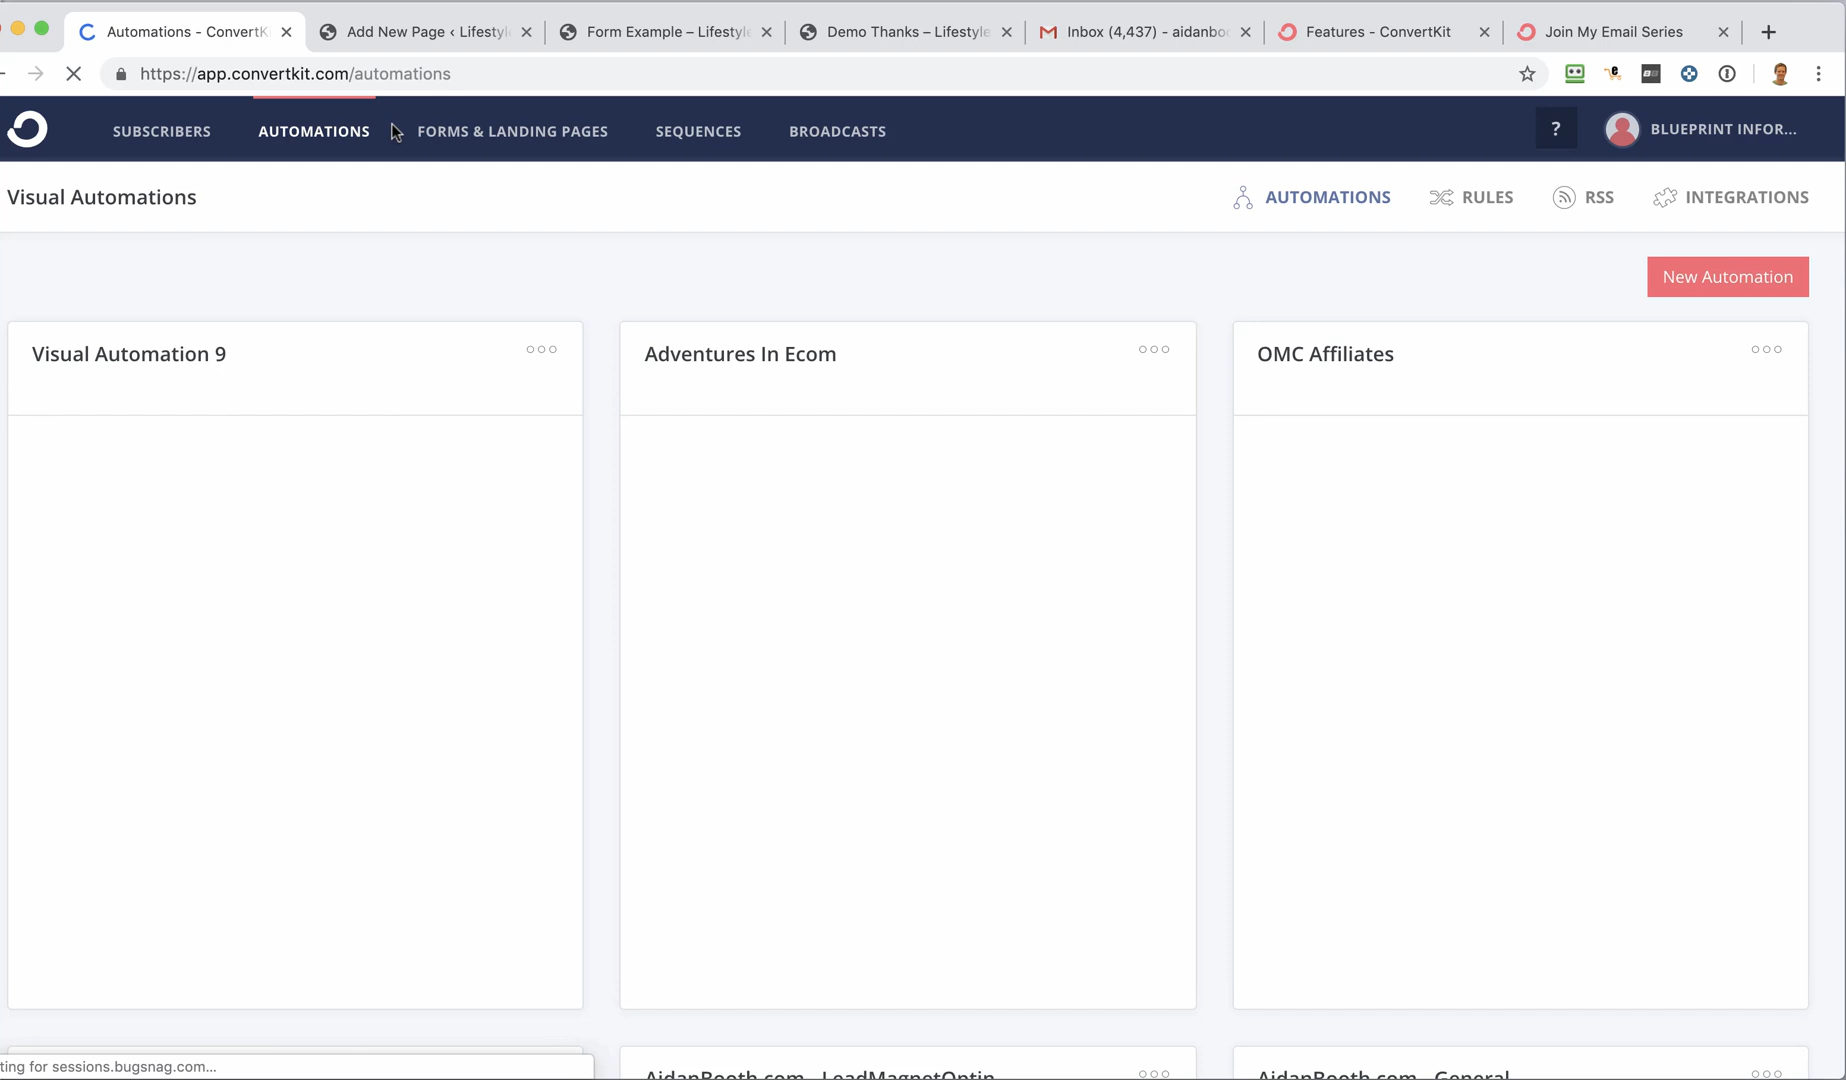 Automations - ConvertK
Add New Page ‹ Lifestyl
Form Example – Lifestyle
Demo Thanks – Lifestyle
Inbox (4,437) - aidanboo
Features - ConvertKit
Join My Email Series
https://app.convertkit.com/automations
SUBSCRIBERS
AUTOMATIONS
FORMS & LANDING PAGES
SEQUENCES
BROADCASTS
?
BLUEPRINT INFOR...
Visual Automations
AUTOMATIONS
RULES
RSS
INTEGRATIONS
New Automation
Visual Automation 9
Adventures In Ecom
OMC Affiliates
ting for sessions.bugsnag.com...
AidanBooth.com - LeadMagnetOptin
AidanBooth.com - General